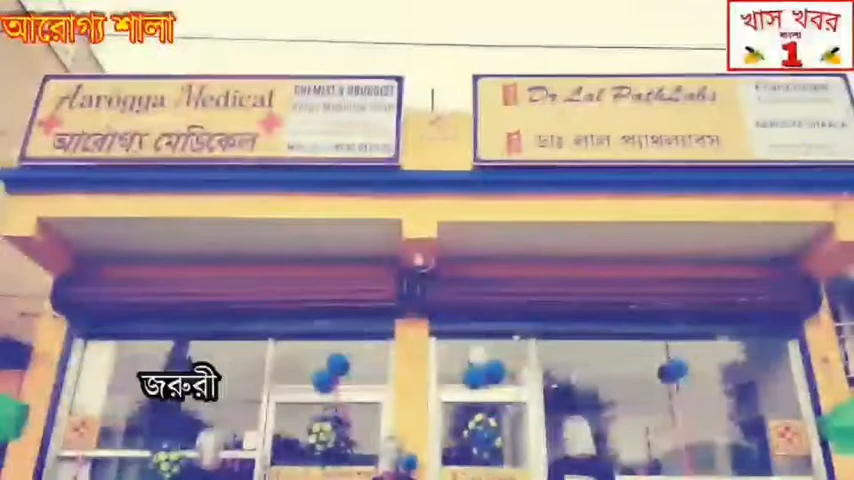 আরোগ্য শালা
খাস খবর
বাংলা
1
Aarogya Medical
CHEMIST & DRUGGIST
আরোগ্য মেডিকেল
Dr Lal PathLabs
ডাঃ লাল প্যাথল্যাবস
জরুরী